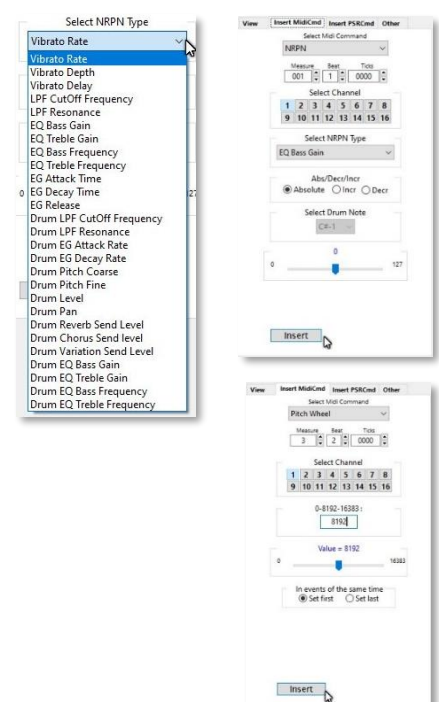 Select NRPN Type
Vibrato Rate
Vibrato Rate
Vibrato Depth
Vibrato Delay
LPF CutOff Frequency
LPF Resonance
EQ Bass Gain
EQ Treble Gain
EQ Bass Frequency
EQ Treble Frequency
EG Attack Time
0 EG Decay Time 27
EG Release
Drum LPF CutOff Frequency
Drum LPF Resonance
Drum EG Attack Rate
Drum EG Decay Rate
Drum Pitch Coarse
Drum Pitch Fine
Drum Level
Drum Pan
Drum Reverb Send Level
Drum Chorus Send level
Drum Variation Send Level
Drum EQ Bass Gain
Drum EQ Treble Gain
Drum EQ Bass Frequency
Drum EQ Treble Frequency
View Insert MidiCmd Insert PSRCmd Other
Select Midi Command
NRPN
Measure Beat Ticks
001 1 0000
Select Channel
1 2 3 4 5 6 7 8
9 10 11 12 13 14 15 16
Select NRPN Type
EQ Bass Gain
Abs/Decr/Incr
Absolute Incr Decr
Select Drum Note
C#-1
0
0 127
Insert
View Insert MidiCmd Insert PSRCmd Other
Select Midi Command
Pitch Wheel
Measure Beat Ticks
3 2 0000
Select Channel
1 2 3 4 5 6 7 8
9 10 11 12 13 14 15 16
0-8192-16383:
8192
Value = 8192
0 16383
In events of the same time
Set first Set last
Insert